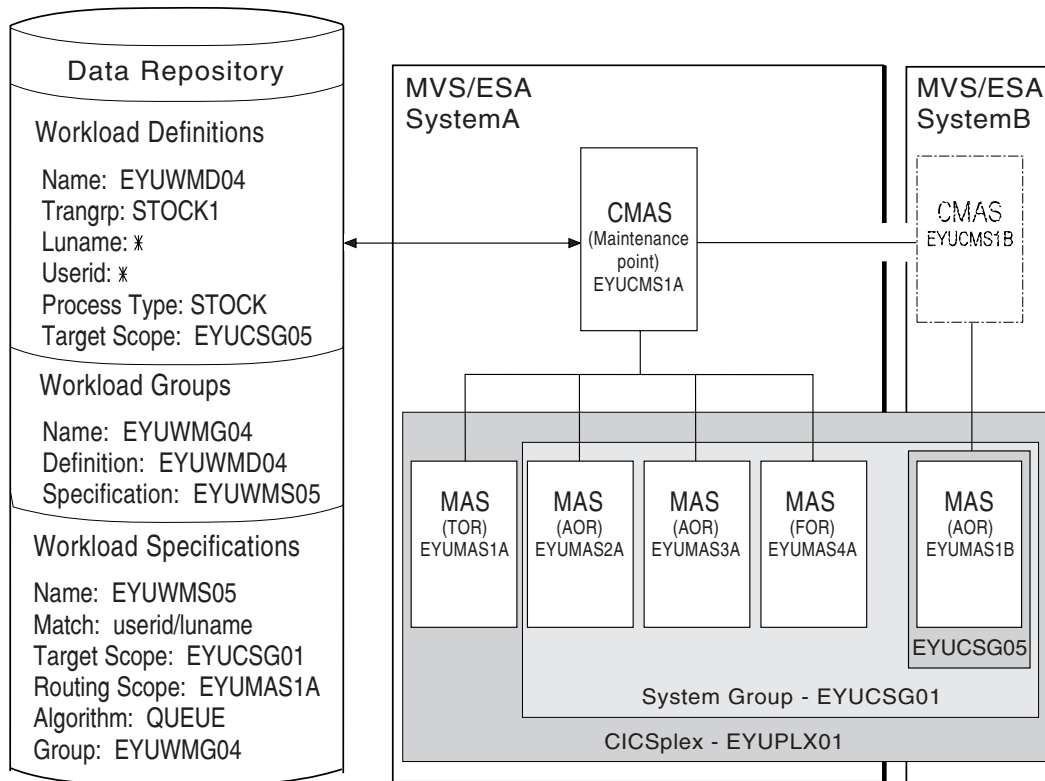 Data Repository
Workload Definitions
Name: EYUWMD04
Trangrp: STOCK1
Luname: *
Userid: *
Process Type: STOCK
Target Scope: EYUCSG05
Workload Groups
Name: EYUWMG04
Definition: EYUWMD04
Specification: EYUWMS05
Workload Specifications
Name: EYUWMS05
Match: userid/luname
Target Scope: EYUCSG01
Routing Scope: EYUMAS1A
Algorithm: QUEUE
Group: EYUWMG04
MVS/ESA
SystemA
CMAS
(Maintenance
point)
EYUCMS1A
MVS/ESA
SystemB
CMAS
EYUCMS1B
MAS
(TOR)
EYUMAS1A
MAS
(AOR)
EYUMAS2A
MAS
(AOR)
EYUMAS3A
MAS
(FOR)
EYUMAS4A
MAS
(AOR)
EYUMAS1B
EYUCSG05
System Group - EYUCSG01
CICSplex - EYUPLX01